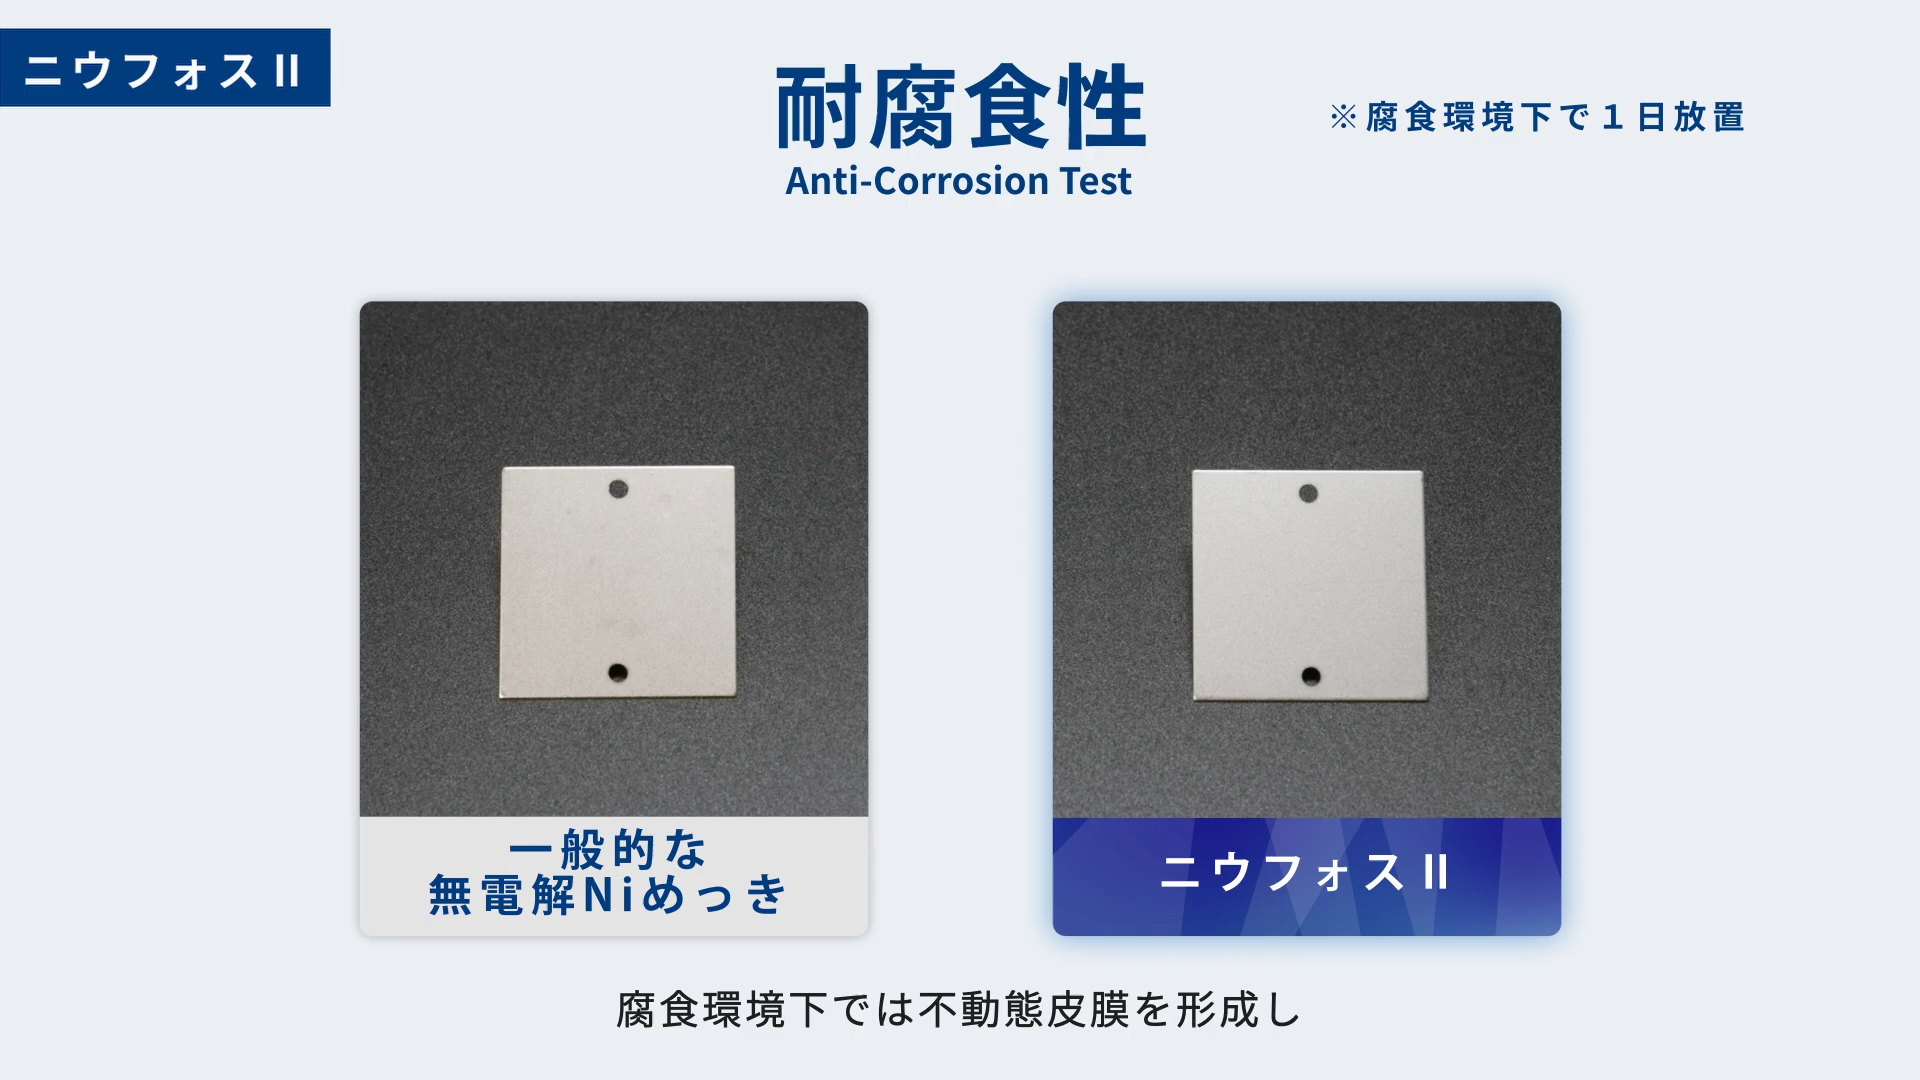 ニウフォスⅡ
耐腐食性
Anti-Corrosion Test
※腐食環境下で１日放置
一般的な
無電解Niめっき
ニウフォスⅡ
腐食環境下では不動態皮膜を形成し